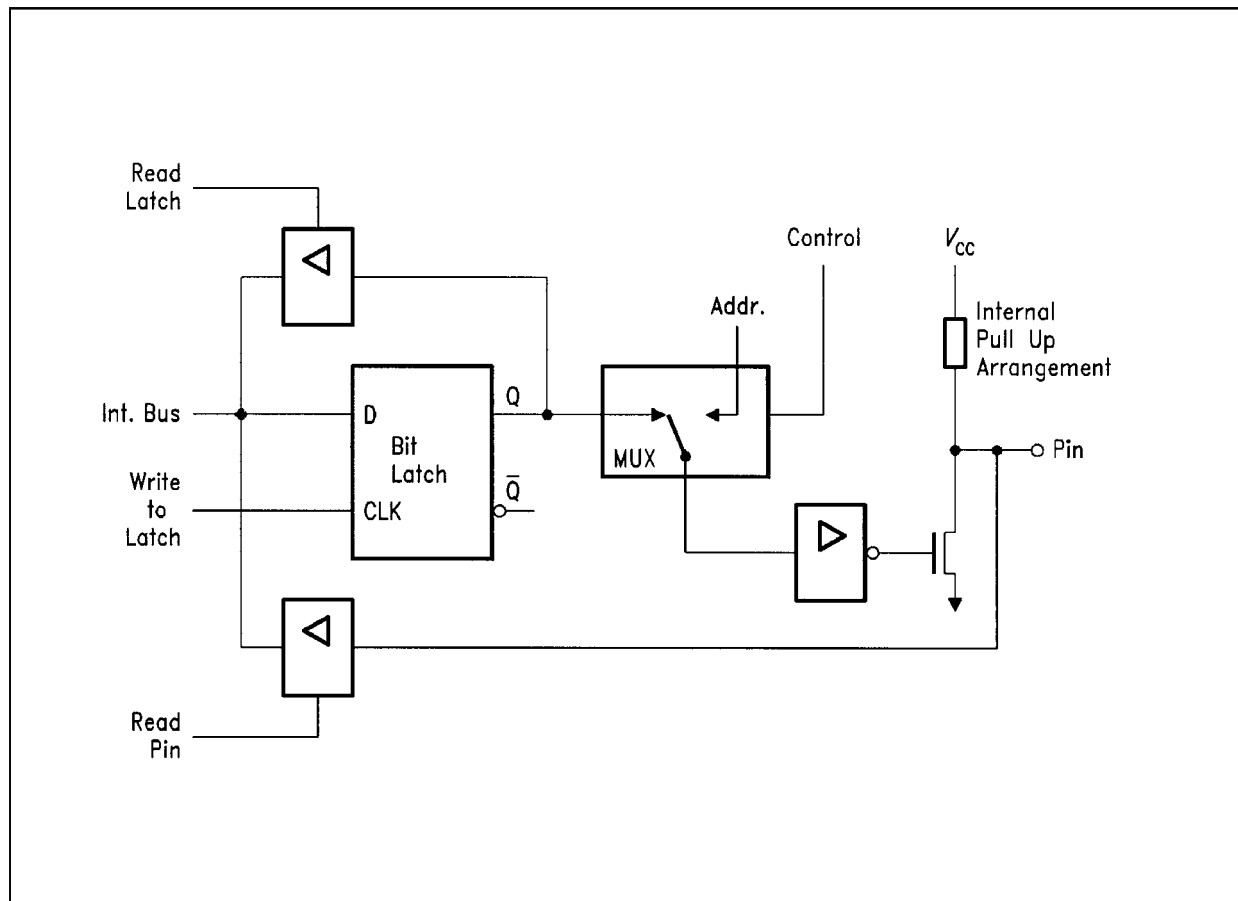 Read
Latch
Control
V_CC
Addr.
Internal
Pull Up
Arrangement
Int. Bus
D
Q
Bit
Latch
MUX
Pin
Write
to
Latch
CLK
Q̅
Read
Pin